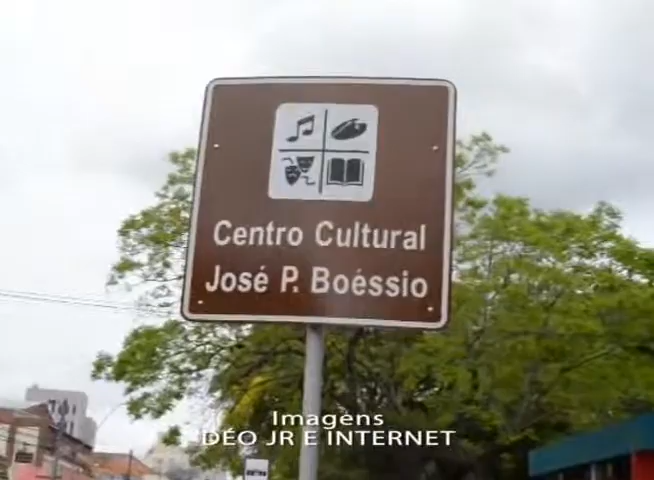 Centro Cultural
José P. Boéssio
Imagens
DÉO JR E INTERNET